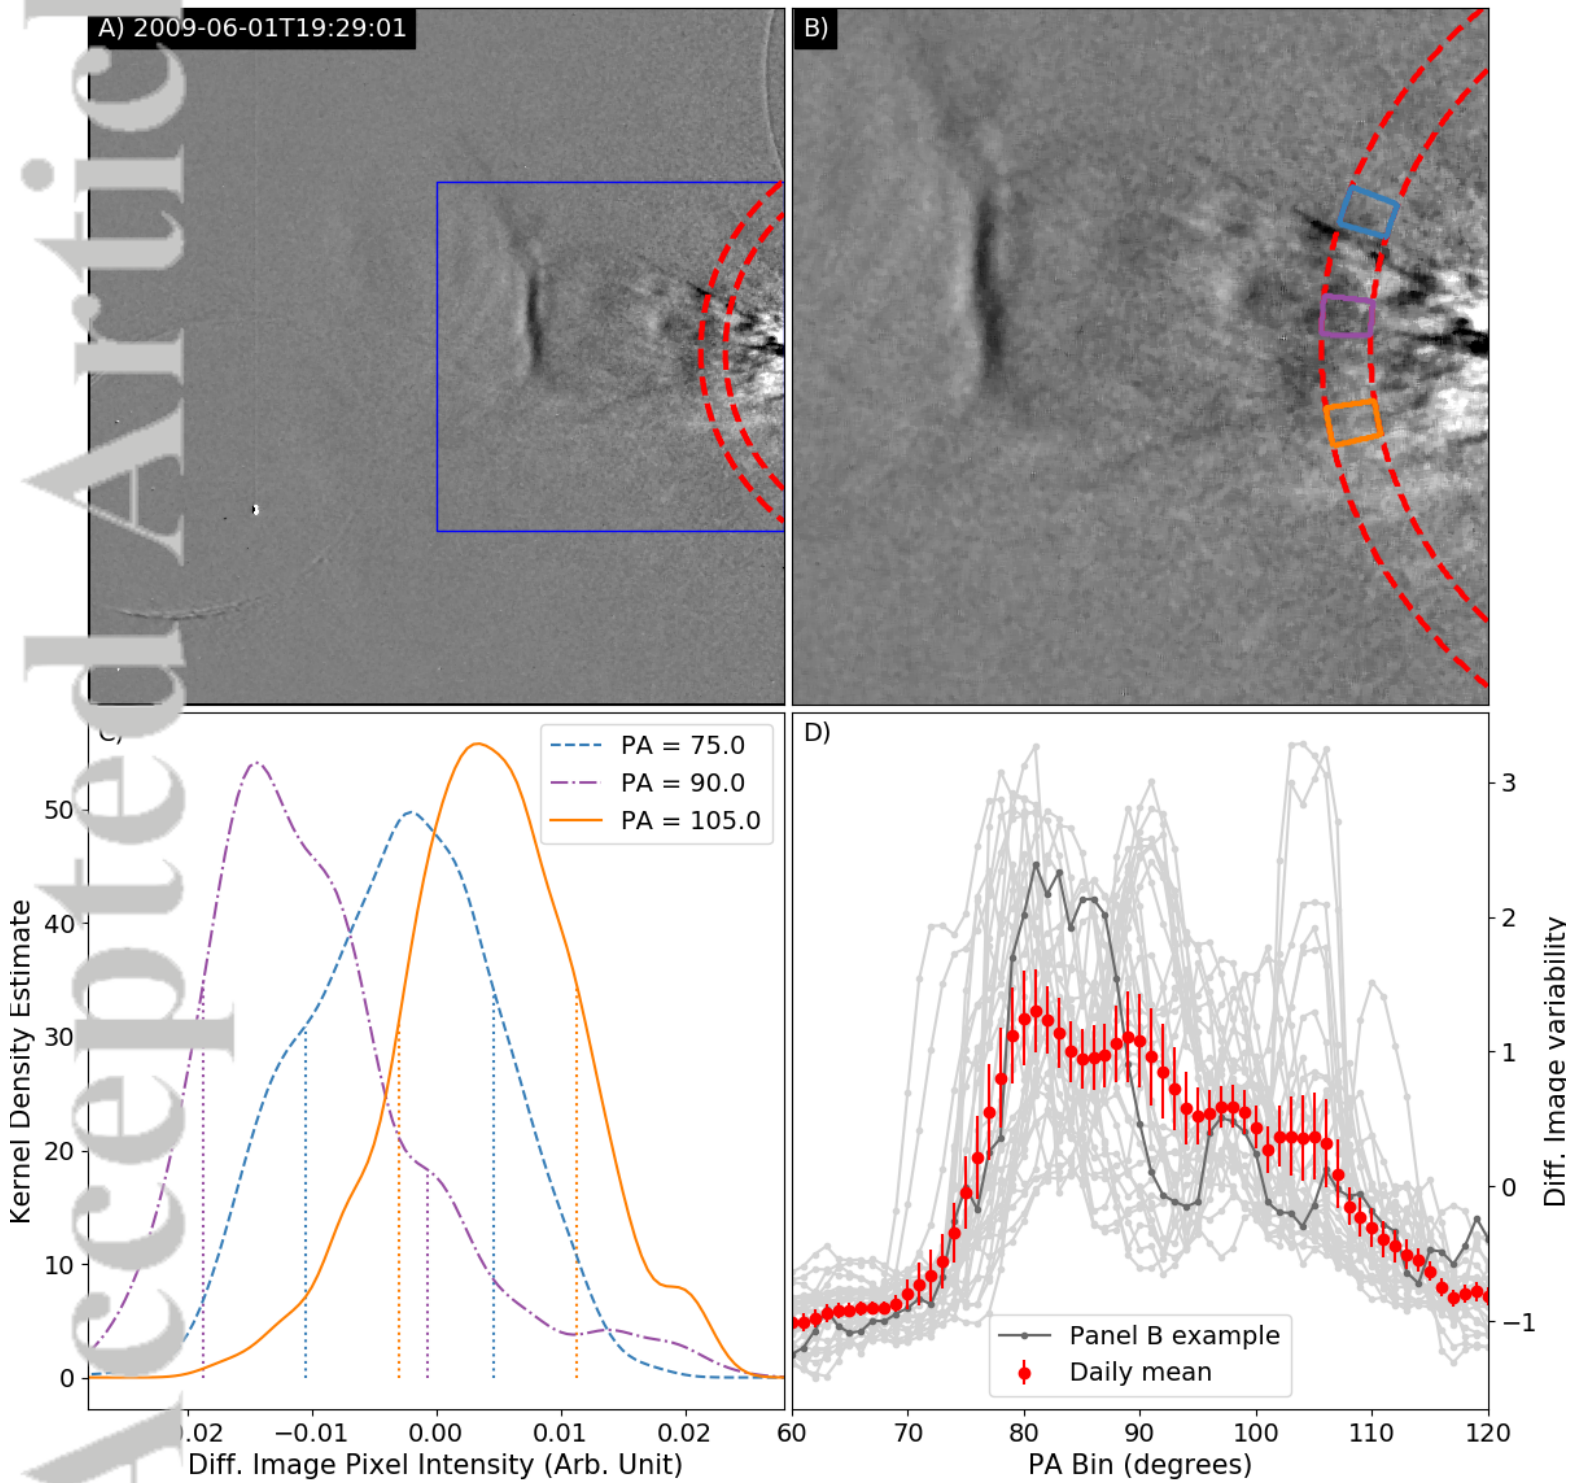 A) 2009-06-01T19:29:01
B)
C)
PA = 75.0
PA = 90.0
PA = 105.0
D)
Kernel Density Estimate
50
40
30
20
10
0
0.02
−0.01
0.00
0.01
0.02
Diff. Image Pixel Intensity (Arb. Unit)
Panel B example
Daily mean
3
2
1
0
−1
Diff. Image variability
60
70
80
90
100
110
120
PA Bin (degrees)
Accepted Artic